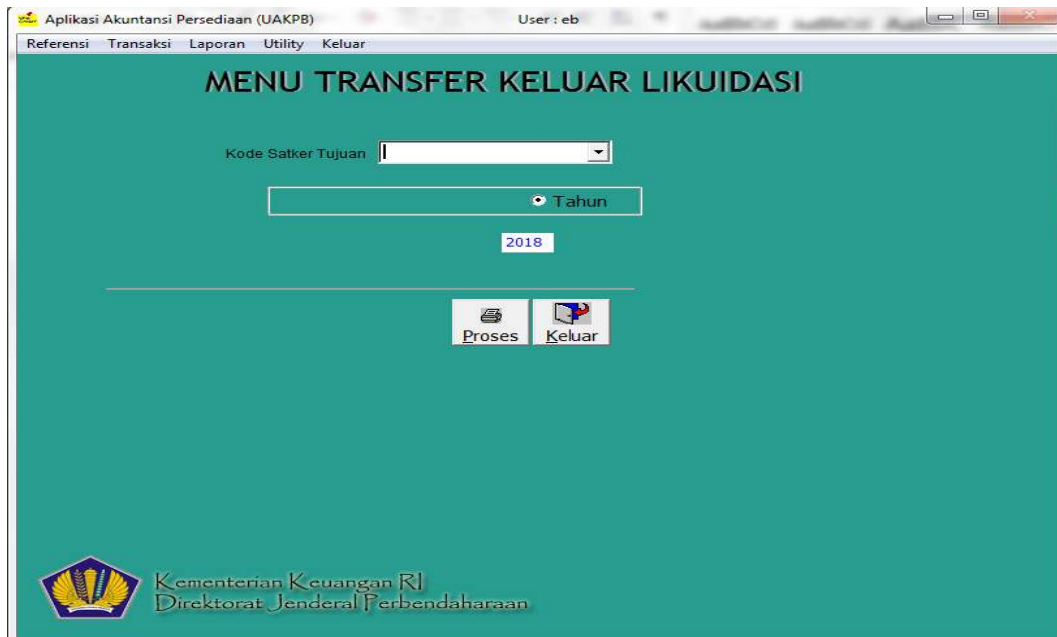 Aplikasi Akuntansi Persediaan (UAKPB) User : eb
Referensi Transaksi Laporan Utility Keluar
MENU TRANSFER KELUAR LIKUIDASI
Kode Satker Tujuan
Tahun
2018
Proses Keluar
Kementerian Keuangan RI
Direktorat Jenderal Perbendaharaan